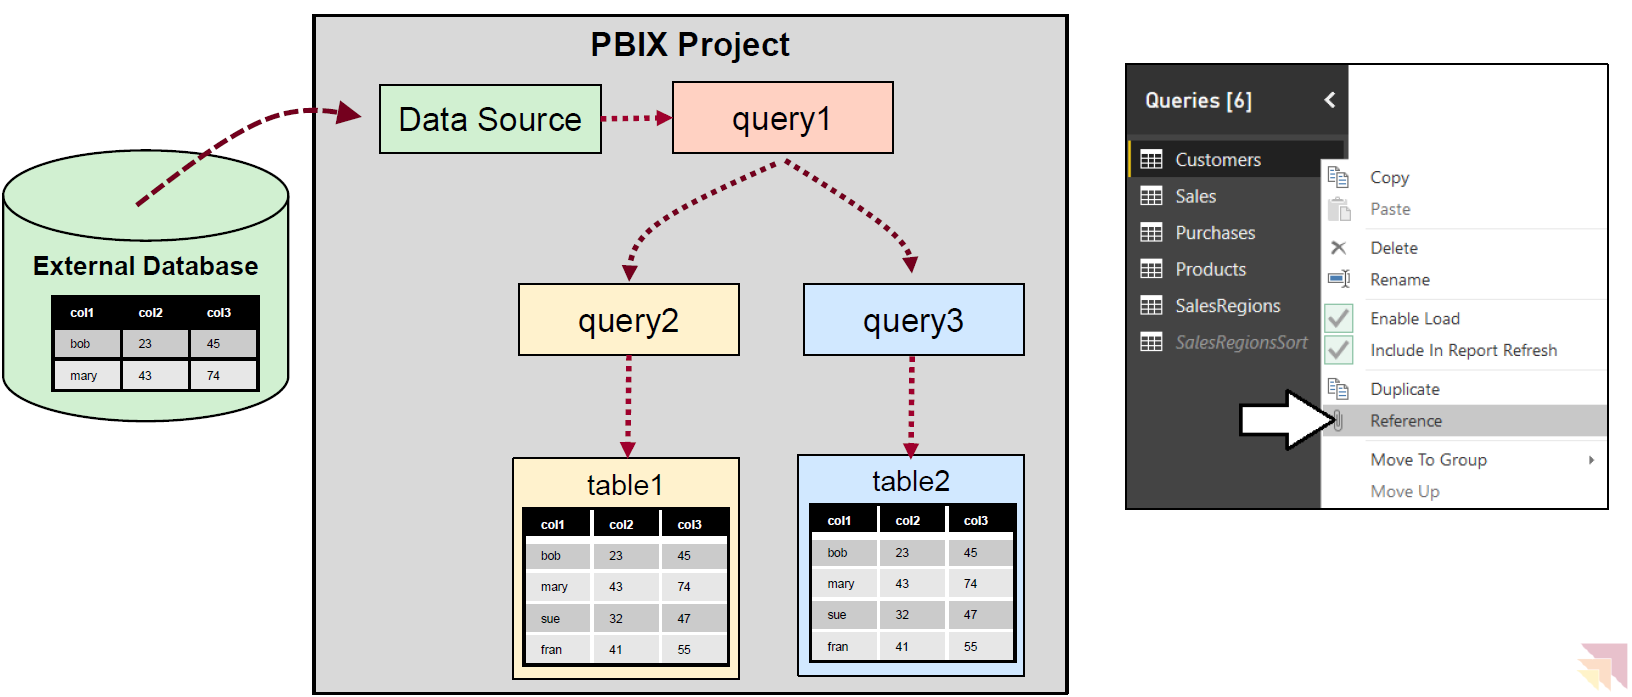 PBIX Project
Data Source
query1
External Database
col1 col2 col3
bob 23 45
mary 43 74
query2
query3
table1
col1 col2 col3
bob 23 45
mary 43 74
sue 32 47
fran 41 55
table2
col1 col2 col3
bob 23 45
mary 43 74
sue 32 47
fran 41 55
Queries [6]
Customers
Sales
Purchases
Products
SalesRegions
SalesRegionsSort
Copy
Paste
Delete
Rename
Enable Load
Include In Report Refresh
Duplicate
Reference
Move To Group
Move Up